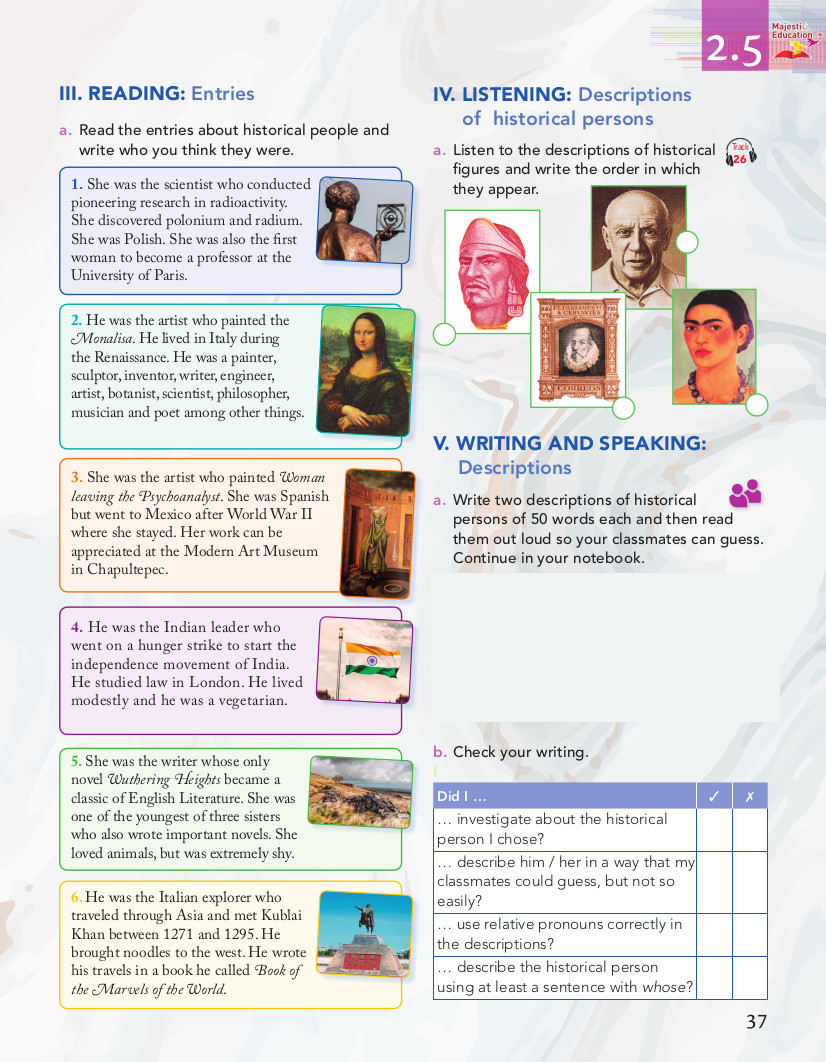 2.5
Majesti
Education
III. READING: Entries
a. Read the entries about historical people and
write who you think they were.
1. She was the scientist who conducted
pioneering research in radioactivity.
She discovered polonium and radium.
She was Polish. She was also the first
woman to become a professor at the
University of Paris.
2. He was the artist who painted the
Monalisa. He lived in Italy during
the Renaissance. He was a painter,
sculptor, inventor, writer, engineer,
artist, botanist, scientist, philosopher,
musician and poet among other things.
3. She was the artist who painted Woman
leaving the Psychoanalyst. She was Spanish
but went to Mexico after World War II
where she stayed. Her work can be
appreciated at the Modern Art Museum
in Chapultepec.
4. He was the Indian leader who
went on a hunger strike to start the
independence movement of India.
He studied law in London. He lived
modestly and he was a vegetarian.
5. She was the writer whose only
novel Wuthering Heights became a
classic of English Literature. She was
one of the youngest of three sisters
who also wrote important novels. She
loved animals, but was extremely shy.
6. He was the Italian explorer who
traveled through Asia and met Kublai
Khan between 1271 and 1295. He
brought noodles to the west. He wrote
his travels in a book he called Book of
the Marvels of the World.
IV. LISTENING: Descriptions
of historical persons
a. Listen to the descriptions of historical
figures and write the order in which
they appear.
Track
26
EL PARLAMENTO
A CERVANTES
CORREOS
V. WRITING AND SPEAKING:
Descriptions
a. Write two descriptions of historical
persons of 50 words each and then read
them out loud so your classmates can guess.
Continue in your notebook.
b. Check your writing.
Did I ... ✓ ✗
... investigate about the historical
person I chose?
... describe him / her in a way that my
classmates could guess, but not so
easily?
... use relative pronouns correctly in
the descriptions?
... describe the historical person
using at least a sentence with whose?
37